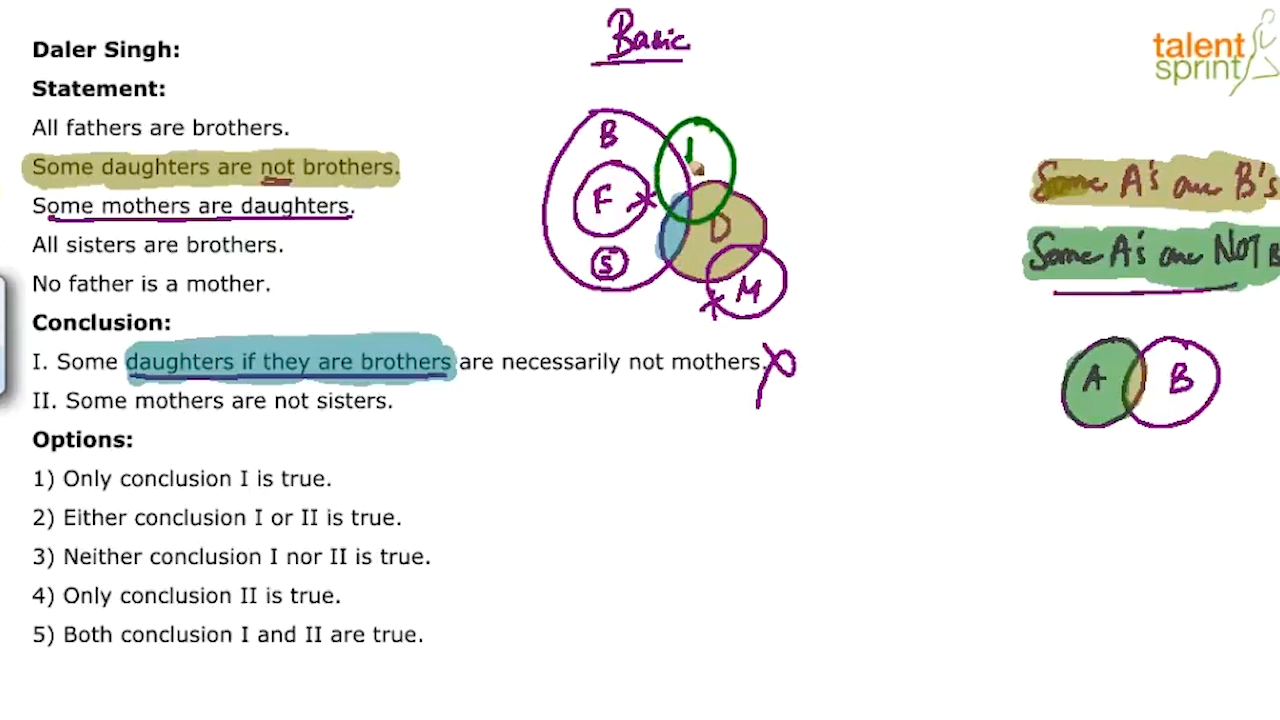 Basic
talent
sprint
Daler Singh:
Statement:
All fathers are brothers.
Some daughters are not brothers.
Some mothers are daughters.
All sisters are brothers.
No father is a mother.
Conclusion:
I. Some daughters if they are brothers are necessarily not mothers.
II. Some mothers are not sisters.
Options:
1) Only conclusion I is true.
2) Either conclusion I or II is true.
3) Neither conclusion I nor II is true.
4) Only conclusion II is true.
5) Both conclusion I and II are true.
B
F
S
D
M
Some A's are B's
Some A's are NOT B
A
B